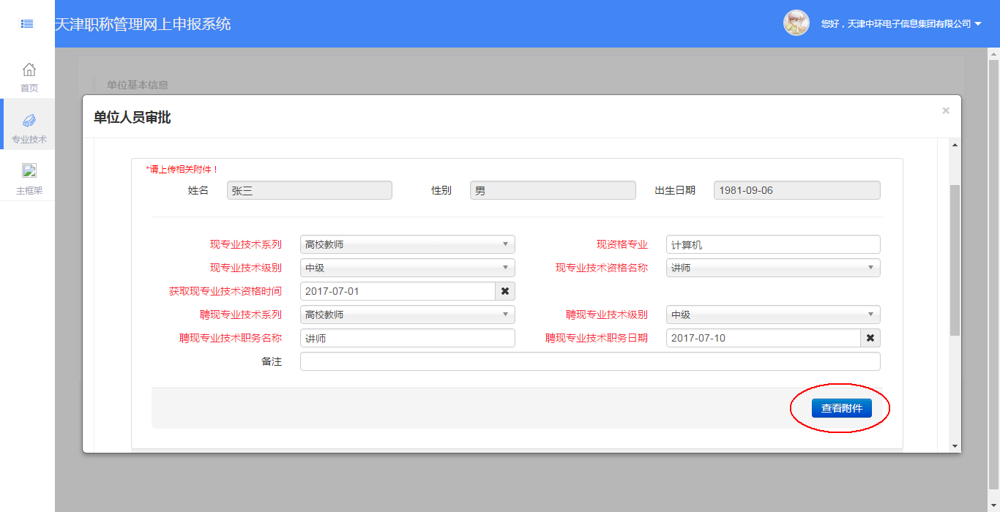 天津职称管理网上申报系统
您好，天津中环电子信息集团有限公司
首页
专业技术
主框架
单位基本信息
单位人员审批
×
*请上传相关附件！
姓名 张三 性别 男 出生日期 1981-09-06
现专业技术系列 高校教师 现资格专业 计算机
现专业技术级别 中级 现专业技术资格名称 讲师
获取现专业技术资格时间 2017-07-01
聘现专业技术系列 高校教师 聘现专业技术级别 中级
聘现专业技术职务名称 讲师 聘现专业技术职务日期 2017-07-10
备注
查看附件